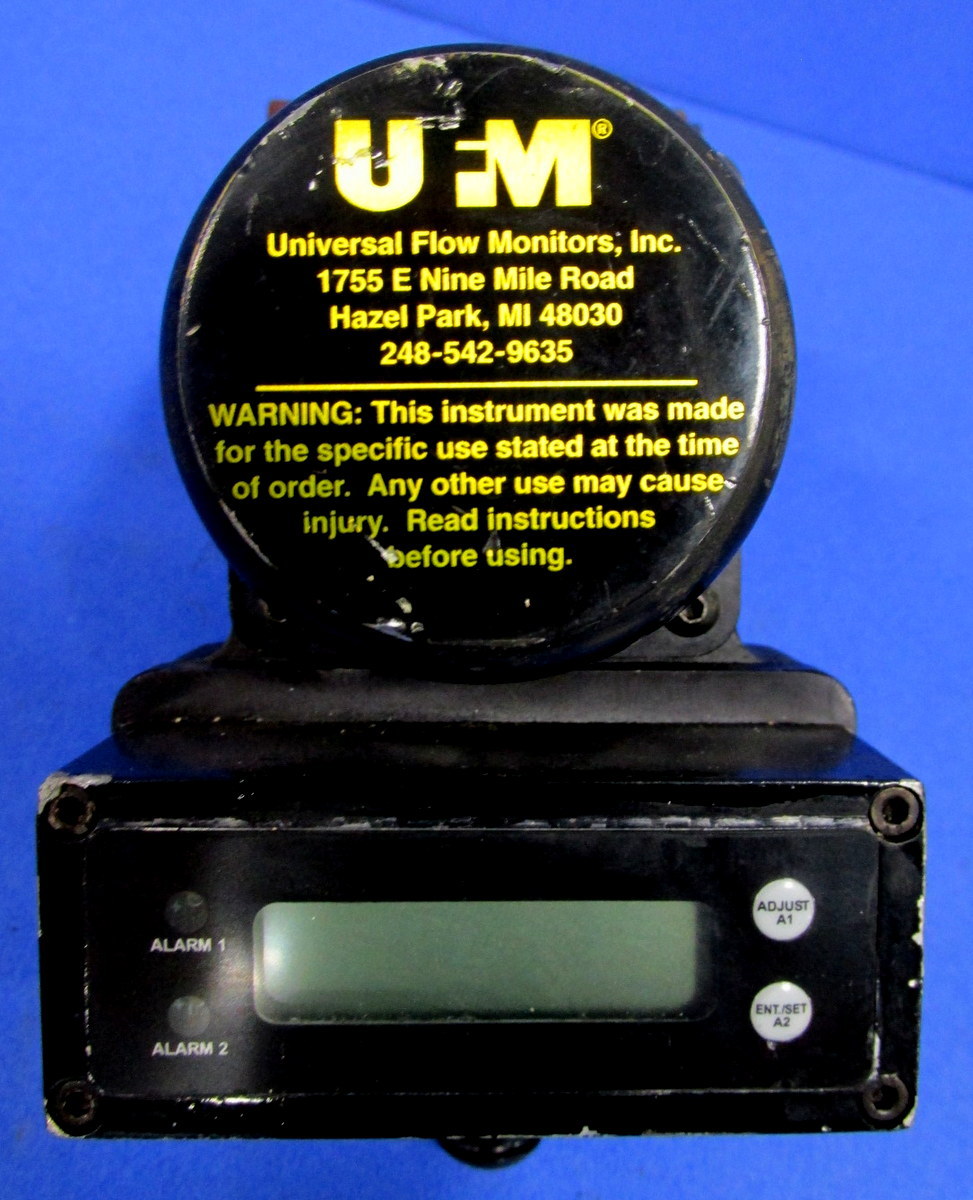 UFM®
Universal Flow Monitors, Inc.
1755 E Nine Mile Road
Hazel Park, MI 48030
248-542-9635
WARNING: This instrument was made
for the specific use stated at the time
of order. Any other use may cause
injury. Read instructions
before using.
ALARM 1
ADJUST
A1
ALARM 2
ENT./SET
A2